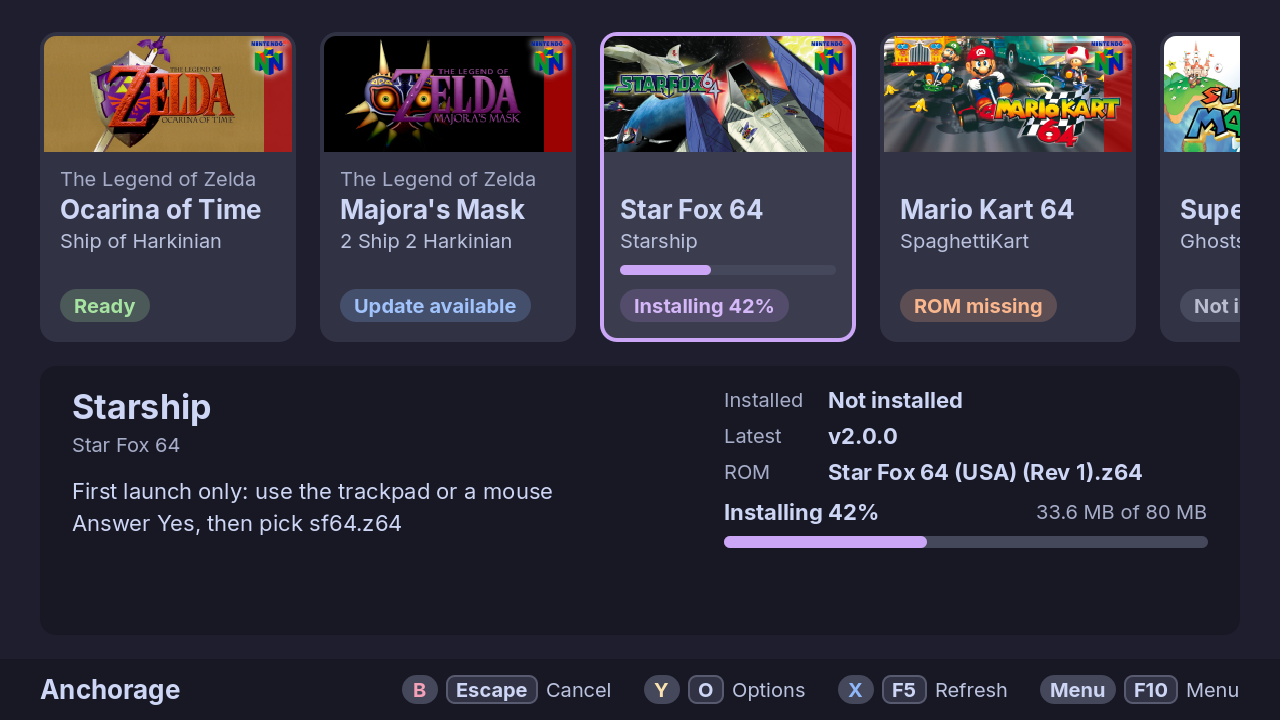 NINTENDO
THE LEGEND OF
ZELDA
OCARINA OF TIME
The Legend of Zelda
Ocarina of Time
Ship of Harkinian
Ready
NINTENDO
THE LEGEND OF
ZELDA
MAJORA'S MASK
The Legend of Zelda
Majora's Mask
2 Ship 2 Harkinian
Update available
NINTENDO
STARFOX 64
Star Fox 64
Starship
Installing 42%
NINTENDO
MARIO KART
64
Mario Kart 64
SpaghettiKart
ROM missing
Starship
Star Fox 64
First launch only: use the trackpad or a mouse
Answer Yes, then pick sf64.z64
Installed Not installed
Latest v2.0.0
ROM Star Fox 64 (USA) (Rev 1).z64
Installing 42% 33.6 MB of 80 MB
Anchorage B Escape Cancel Y O Options X F5 Refresh Menu F10 Menu